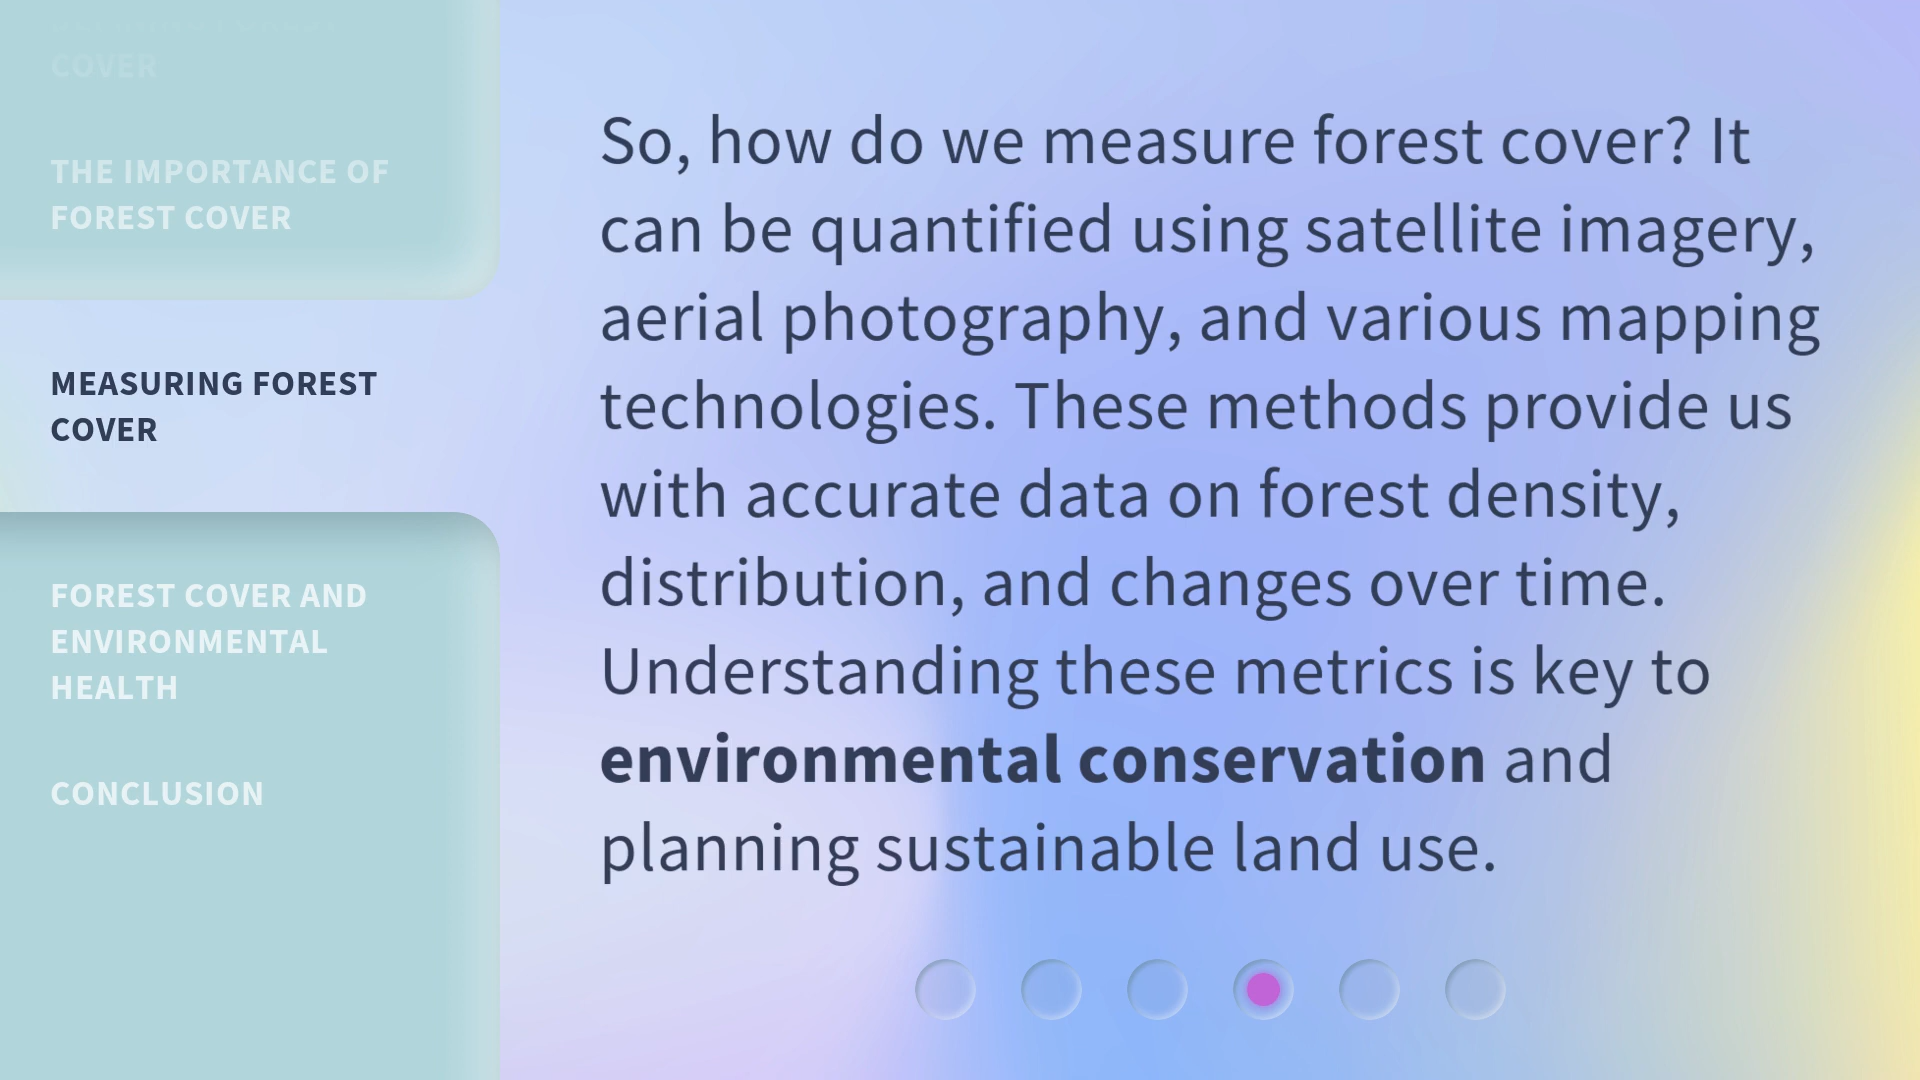 COVER
THE IMPORTANCE OF
FOREST COVER
MEASURING FOREST
COVER
FOREST COVER AND
ENVIRONMENTAL
HEALTH
CONCLUSION
So, how do we measure forest cover? It
can be quantified using satellite imagery,
aerial photography, and various mapping
technologies. These methods provide us
with accurate data on forest density,
distribution, and changes over time.
Understanding these metrics is key to
environmental conservation and
planning sustainable land use.